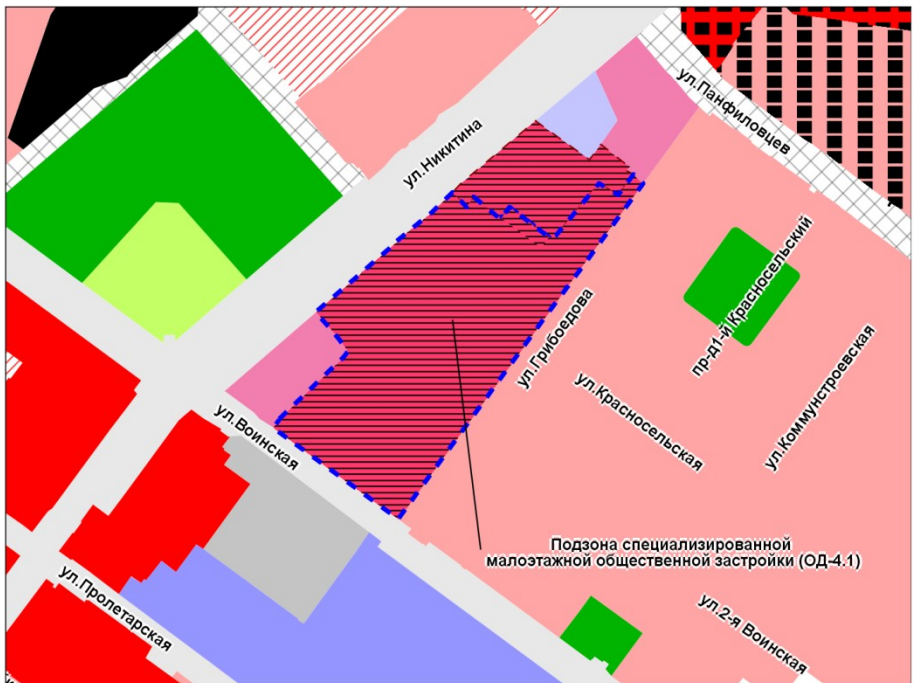 ул.Панфиловцев
ул.Никитина
пр-д1-й Красносельский
ул.Грибоедова
ул.Коммунстроевская
ул.Красносельская
ул.Воинская
Подзона специализированной
малоэтажной общественной застройки (ОД-4.1)
ул.Пролетарская
ул.2-я Воинская